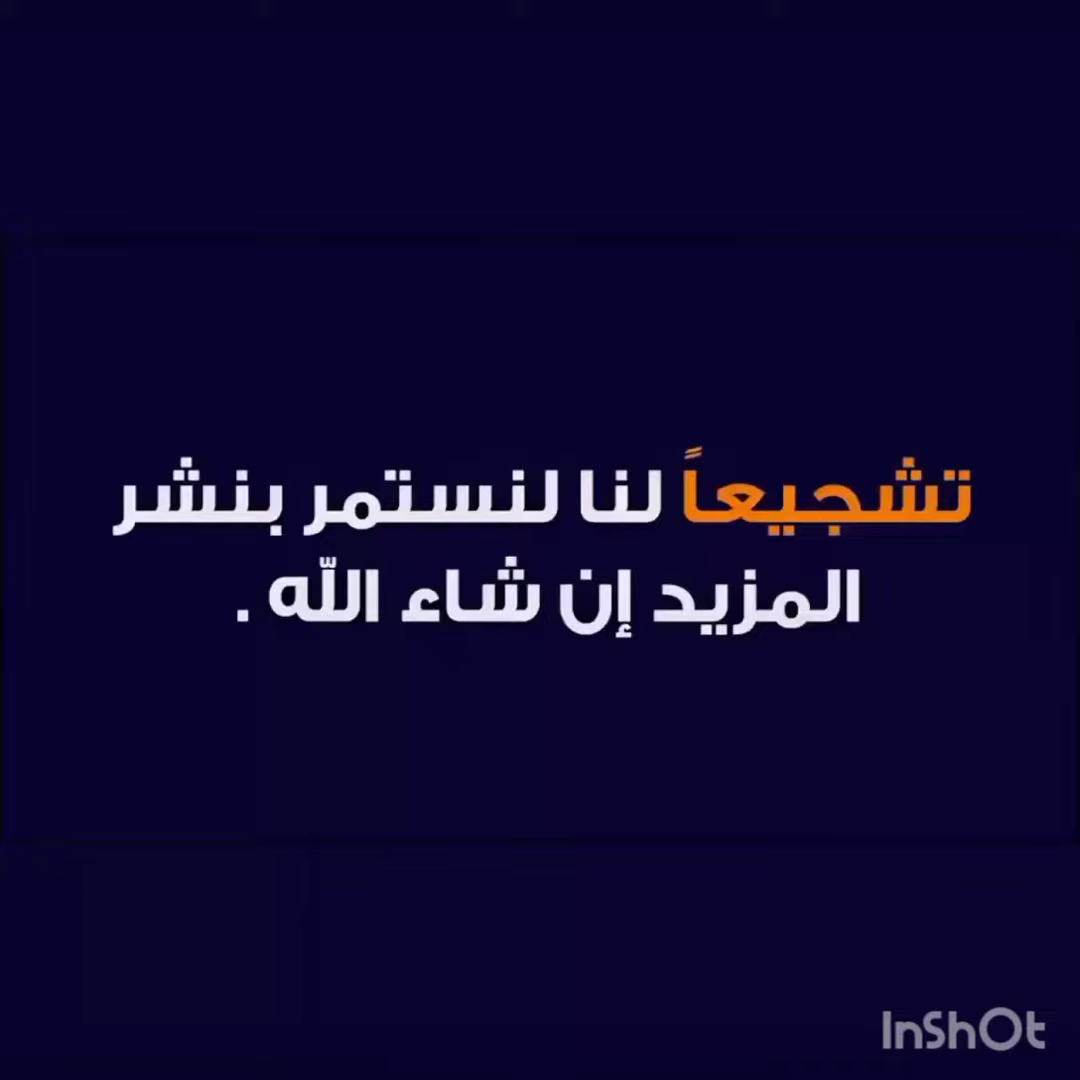 تشجيعاً لنا لنستمر بنشر
المزيد إن شاء الله .
InShOt